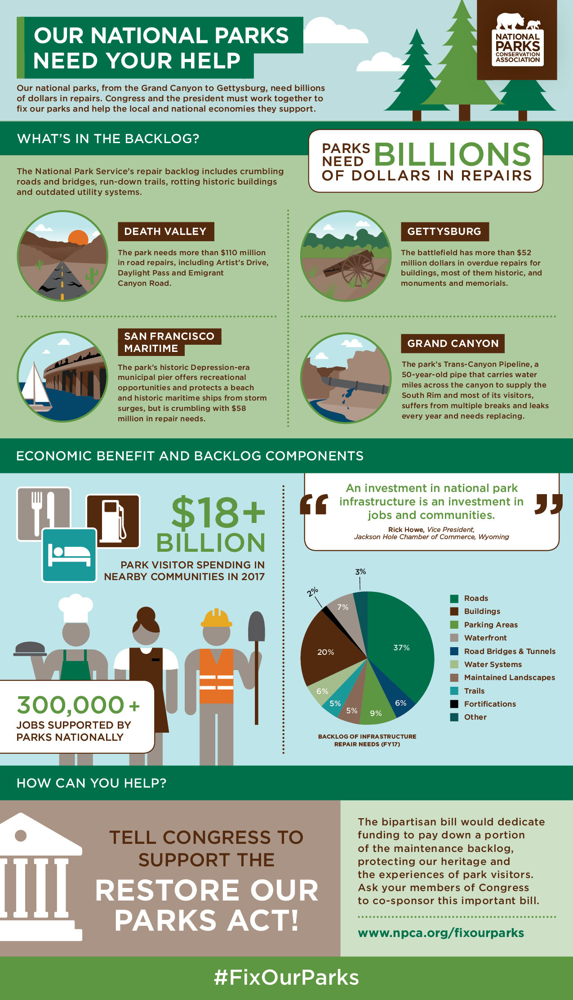 OUR NATIONAL PARKS
NEED YOUR HELP
NATIONAL
PARKS
CONSERVATION
ASSOCIATION
Our national parks, from the Grand Canyon to Gettysburg, need billions
of dollars in repairs. Congress and the president must work together to
fix our parks and help the local and national economies they support.
WHAT'S IN THE BACKLOG?
PARKS
NEED BILLIONS
OF DOLLARS IN REPAIRS
The National Park Service's repair backlog includes crumbling
roads and bridges, run-down trails, rotting historic buildings
and outdated utility systems.
DEATH VALLEY
The park needs more than $110 million
in road repairs, including Artist's Drive,
Daylight Pass and Emigrant
Canyon Road.
GETTYSBURG
The battlefield has more than $52
million dollars in overdue repairs for
buildings, most of them historic, and
monuments and memorials.
SAN FRANCISCO
MARITIME
The park's historic Depression-era
municipal pier offers recreational
opportunities and protects a beach
and historic maritime ships from storm
surges, but is crumbling with $58
million in repair needs.
GRAND CANYON
The park's Trans-Canyon Pipeline, a
50-year-old pipe that carries water
miles across the canyon to supply the
South Rim and most of its visitors,
suffers from multiple breaks and leaks
every year and needs replacing.
ECONOMIC BENEFIT AND BACKLOG COMPONENTS
$18+
BILLION
PARK VISITOR SPENDING IN
NEARBY COMMUNITIES IN 2017
300,000+
JOBS SUPPORTED BY
PARKS NATIONALLY
“An investment in national park
infrastructure is an investment in
jobs and communities.”
Rick Howe, Vice President,
Jackson Hole Chamber of Commerce, Wyoming
3%
2%
7%
37%
20%
6%
5%
5%
9%
6%
Roads
Buildings
Parking Areas
Waterfront
Road Bridges & Tunnels
Water Systems
Maintained Landscapes
Trails
Fortifications
Other
BACKLOG OF INFRASTRUCTURE
REPAIR NEEDS (FY17)
HOW CAN YOU HELP?
TELL CONGRESS TO
SUPPORT THE
RESTORE OUR
PARKS ACT!
The bipartisan bill would dedicate
funding to pay down a portion
of the maintenance backlog,
protecting our heritage and
the experiences of park visitors.
Ask your members of Congress
to co-sponsor this important bill.
www.npca.org/fixourparks
#FixOurParks